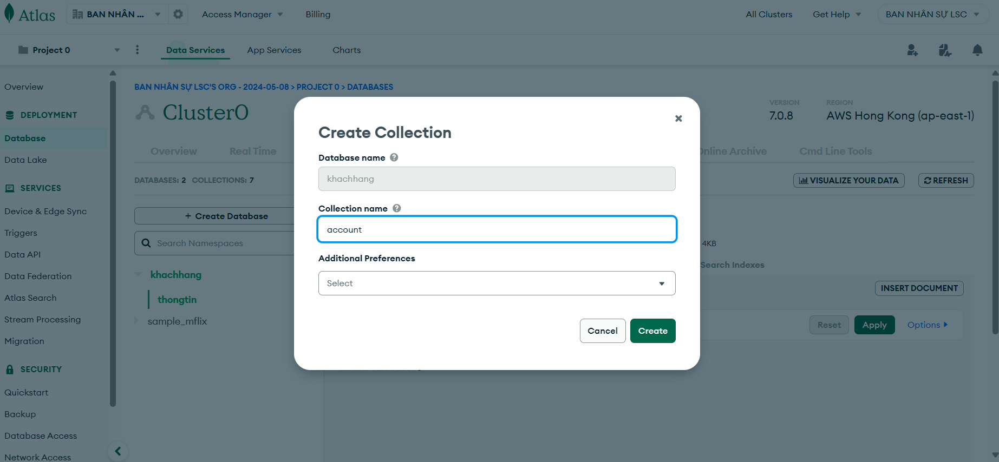 Atlas
BAN NHÂN ...
Access Manager
Billing
All Clusters
Get Help
BAN NHÂN SỰ LSC
Project 0
Data Services
App Services
Charts
Overview
DEPLOYMENT
Database
Data Lake
SERVICES
Device & Edge Sync
Triggers
Data API
Data Federation
Atlas Search
Stream Processing
Migration
SECURITY
Quickstart
Backup
Database Access
Network Access
BAN NHÂN SỰ LSC'S ORG - 2024-05-08 > PROJECT 0 > DATABASES
Cluster0
VERSION
7.0.8
REGION
AWS Hong Kong (ap-east-1)
Overview
Real Time
Online Archive
Cmd Line Tools
DATABASES: 2 COLLECTIONS: 7
VISUALIZE YOUR DATA
REFRESH
+ Create Database
Search Namespaces
khachhang
thongtin
sample_mflix
4KB
Search Indexes
INSERT DOCUMENT
Reset
Apply
Options
Create Collection
Database name
khachhang
Collection name
account
Additional Preferences
Select
Cancel
Create